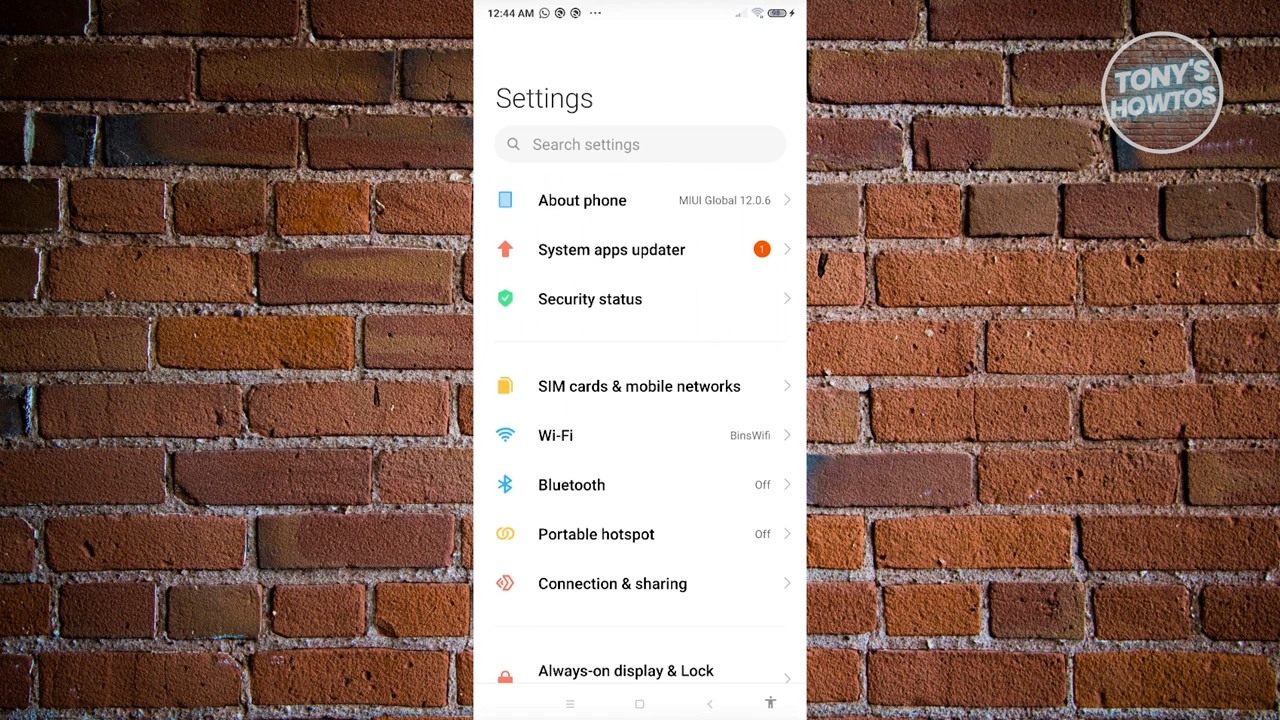 12:44 AM
98
TONY'S
HOWTOS
Settings
Search settings
About phone MIUI Global 12.0.6
System apps updater 1
Security status
SIM cards & mobile networks
Wi-Fi BinsWifi
Bluetooth Off
Portable hotspot Off
Connection & sharing
Always-on display & Lock